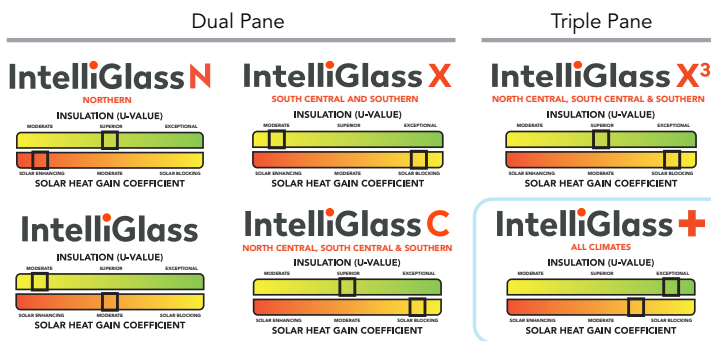 Dual Pane
Triple Pane
IntelliGlass N
NORTHERN
INSULATION (U-VALUE)
MODERATE SUPERIOR EXCEPTIONAL
SOLAR ENHANCING MODERATE SOLAR BLOCKING
SOLAR HEAT GAIN COEFFICIENT
IntelliGlass X
SOUTH CENTRAL AND SOUTHERN
INSULATION (U-VALUE)
MODERATE SUPERIOR EXCEPTIONAL
SOLAR ENHANCING MODERATE SOLAR BLOCKING
SOLAR HEAT GAIN COEFFICIENT
IntelliGlass X³
NORTH CENTRAL, SOUTH CENTRAL & SOUTHERN
INSULATION (U-VALUE)
MODERATE SUPERIOR EXCEPTIONAL
SOLAR ENHANCING MODERATE SOLAR BLOCKING
SOLAR HEAT GAIN COEFFICIENT
IntelliGlass
INSULATION (U-VALUE)
MODERATE SUPERIOR EXCEPTIONAL
SOLAR ENHANCING MODERATE SOLAR BLOCKING
SOLAR HEAT GAIN COEFFICIENT
IntelliGlass C
NORTH CENTRAL, SOUTH CENTRAL & SOUTHERN
INSULATION (U-VALUE)
MODERATE SUPERIOR EXCEPTIONAL
SOLAR ENHANCING MODERATE SOLAR BLOCKING
SOLAR HEAT GAIN COEFFICIENT
IntelliGlass +
ALL CLIMATES
INSULATION (U-VALUE)
MODERATE SUPERIOR EXCEPTIONAL
SOLAR ENHANCING MODERATE SOLAR BLOCKING
SOLAR HEAT GAIN COEFFICIENT